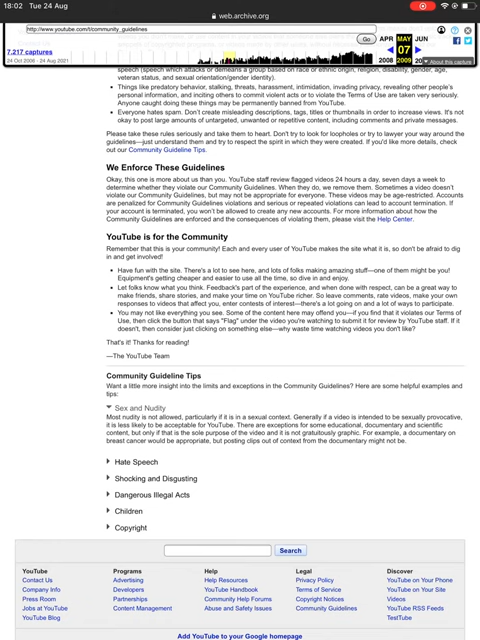 18:02 Tue 24 Aug
web.archive.org
http://www.youtube.com/t/community_guidelines
Go
APR MAY JUN
07
2008 2009
7,217 captures
24 Oct 2006 - 24 Aug 2021
About this capture
speech (speech which attacks or demeans a group based on race or ethnic origin, religion, disability, gender, age,
veteran status, and sexual orientation/gender identity).
Things like predatory behavior, stalking, threats, harassment, intimidation, invading privacy, revealing other people's
personal information, and inciting others to commit violent acts or to violate the Terms of Use are taken very seriously.
Anyone caught doing these things may be permanently banned from YouTube.
Everyone hates spam. Don't create misleading descriptions, tags, titles or thumbnails in order to increase views. It's not
okay to post large amounts of untargeted, unwanted or repetitive content, including comments and private messages.
Please take these rules seriously and take them to heart. Don't try to look for loopholes or try to lawyer your way around the
guidelines—just understand them and try to respect the spirit in which they were created. If you'd like more details, check
out our Community Guideline Tips.
We Enforce These Guidelines
Okay, this one is more about us than you. YouTube staff review flagged videos 24 hours a day, seven days a week to
determine whether they violate our Community Guidelines. When they do, we remove them. Sometimes a video doesn't
violate our Community Guidelines, but may not be appropriate for everyone. These videos may be age-restricted. Accounts
are penalized for Community Guidelines violations and serious or repeated violations can lead to account termination. If
your account is terminated, you won't be allowed to create any new accounts. For more information about how the
Community Guidelines are enforced and the consequences of violating them, please visit the Help Center.
YouTube is for the Community
Remember that this is your community! Each and every user of YouTube makes the site what it is, so don't be afraid to dig
in and get involved!
Have fun with the site. There's a lot to see here, and lots of folks making amazing stuff—one of them might be you!
Equipment's getting cheaper and easier to use all the time, so dive in and enjoy.
Let folks know what you think. Feedback's part of the experience, and when done with respect, can be a great way to
make friends, share stories, and make your time on YouTube richer. So leave comments, rate videos, make your own
responses to videos that affect you, enter contests of interest—there's a lot going on and a lot of ways to participate.
You may not like everything you see. Some of the content here may offend you—if you find that it violates our Terms of
Use, then click the button that says "Flag" under the video you're watching to submit it for review by YouTube staff. If it
doesn't, then consider just clicking on something else—why waste time watching videos you don't like?
That's it! Thanks for reading!
—The YouTube Team
Community Guideline Tips
Want a little more insight into the limits and exceptions in the Community Guidelines? Here are some helpful examples and
tips:
Sex and Nudity
Most nudity is not allowed, particularly if it is in a sexual context. Generally if a video is intended to be sexually provocative,
it is less likely to be acceptable for YouTube. There are exceptions for some educational, documentary and scientific
content, but only if that is the sole purpose of the video and it is not gratuitously graphic. For example, a documentary on
breast cancer would be appropriate, but posting clips out of context from the documentary might not be.
Hate Speech
Shocking and Disgusting
Dangerous Illegal Acts
Children
Copyright
Search
YouTube Programs Help Legal Discover
Contact Us Advertising Help Resources Privacy Policy YouTube on Your Phone
Company Info Developers YouTube Handbook Terms of Service YouTube on Your Site
Press Room Partnerships Community Help Forums Copyright Notices Videos
Jobs at YouTube Content Management Abuse and Safety Issues Community Guidelines YouTube RSS Feeds
YouTube Blog TestTube
Add YouTube to your Google homepage